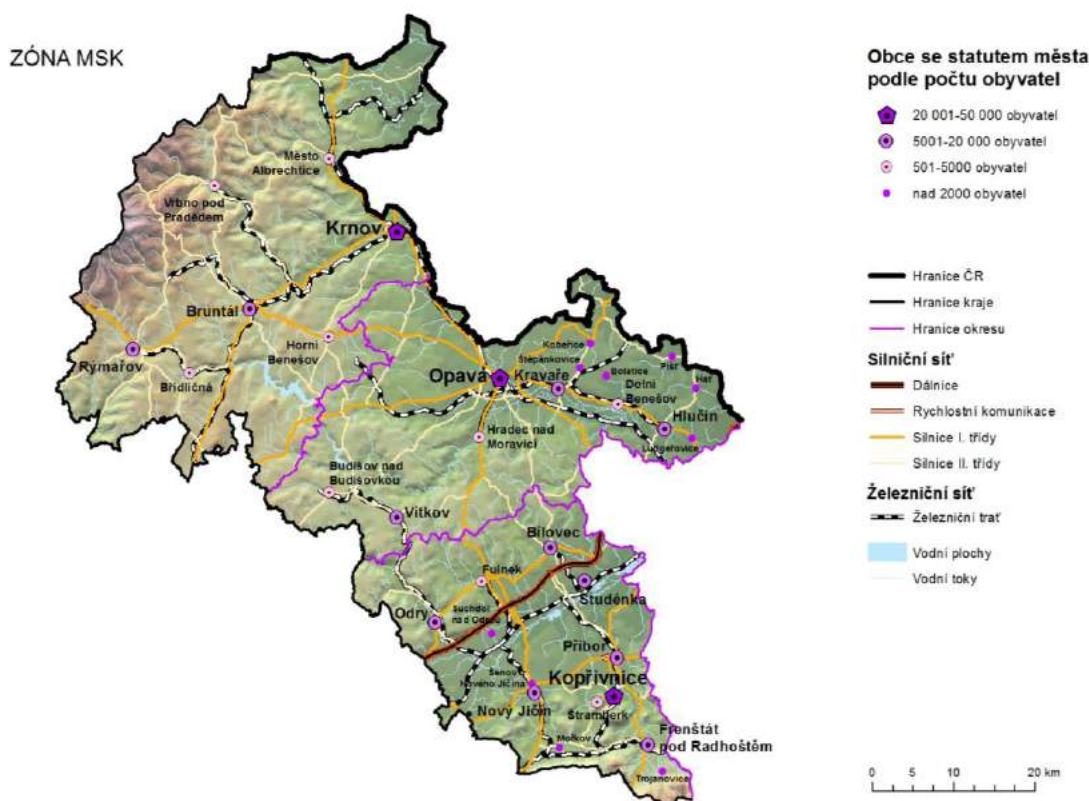 ZÓNA MSK
Město
Albrechtice
Vrbno pod
Pradědem
Krnov
Bruntál
Horní
Benešov
Rýmařov
Břidličná
Opava
Kobeřice
Štěpánkovice
Kravaře
Bolatice
Píšť
Hať
Dolní
Benešov
Hlučín
Ludgeřovice
Hradec nad
Moravicí
Budišov nad
Budišovkou
Vítkov
Bílovec
Fulnek
Studénka
Odry
Suchdol
nad Odrou
Příbor
Šenov u
Nového Jičína
Kopřivnice
Nový Jičín
Štramberk
Mořkov
Frenštát
pod Radhoštěm
Trojanovice
Obce se statutem města
podle počtu obyvatel
20 001-50 000 obyvatel
5001-20 000 obyvatel
501-5000 obyvatel
nad 2000 obyvatel
Hranice ČR
Hranice kraje
Hranice okresu
Silniční síť
Dálnice
Rychlostní komunikace
Silnice I. třídy
Silnice II. třídy
Železniční síť
Železniční trať
Vodní plochy
Vodní toky
0 5 10 20 km